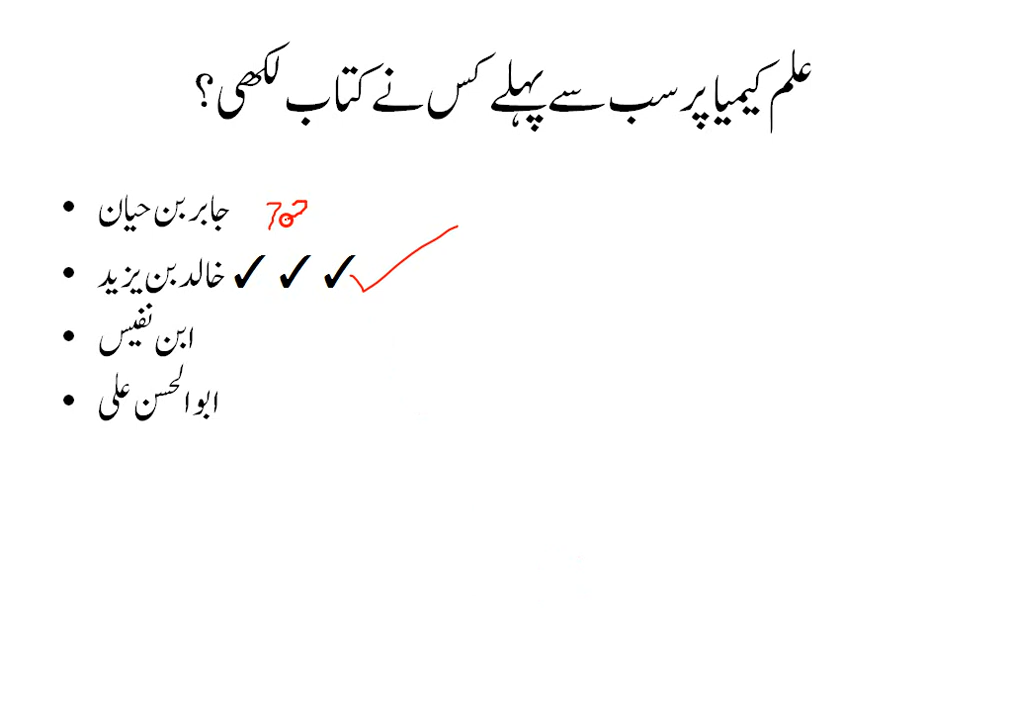 علم کیمیا پر سب سے پہلے کس نے کتاب لکھی؟
• جابر بن حیان
• خالد بن یزید ✓ ✓ ✓
• ابن نفیس
• ابوالحسن علی